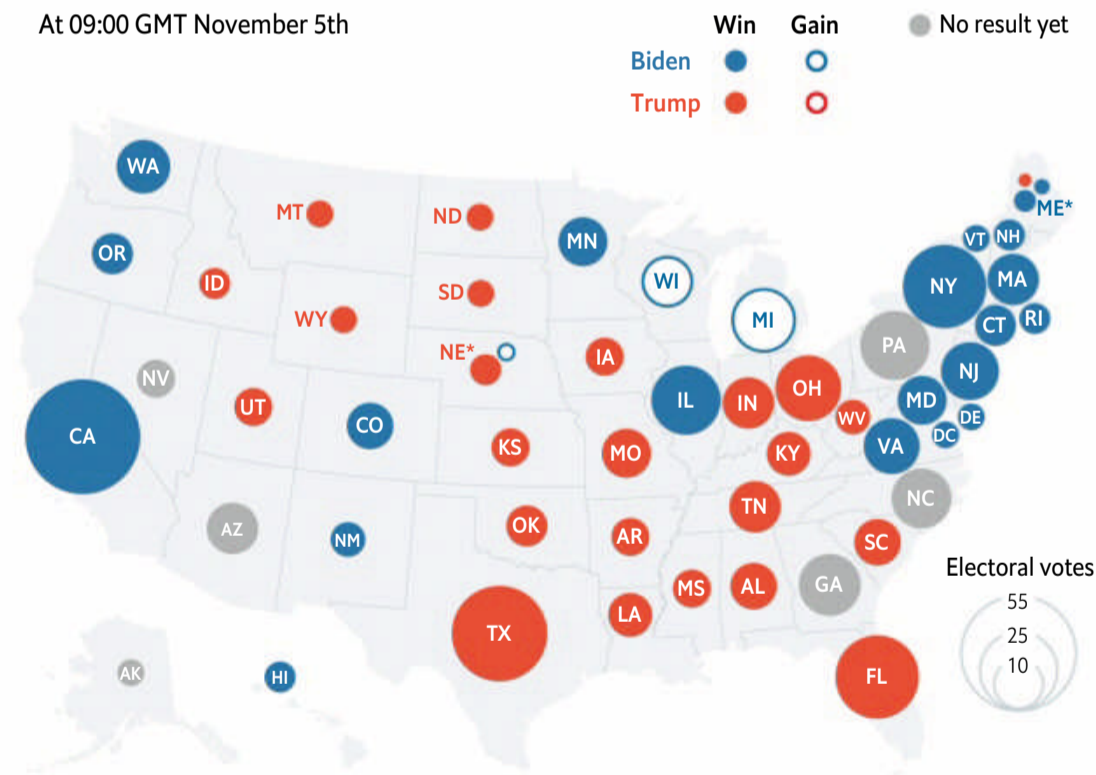 At 09:00 GMT November 5th
Win Gain
No result yet
Biden
Trump
WA
MT
ND
MN
ME*
VT NH
OR
ID
WI
NY
MA
SD
WY
MI
CT
RI
NE*
IA
PA
NV
NJ
UT
CO
IL
IN
OH
MD
WV
DE
CA
DC
KS
MO
KY
VA
AZ
NM
OK
AR
TN
NC
SC
Electoral votes
MS
AL
GA
55
LA
TX
25
10
AK
HI
FL